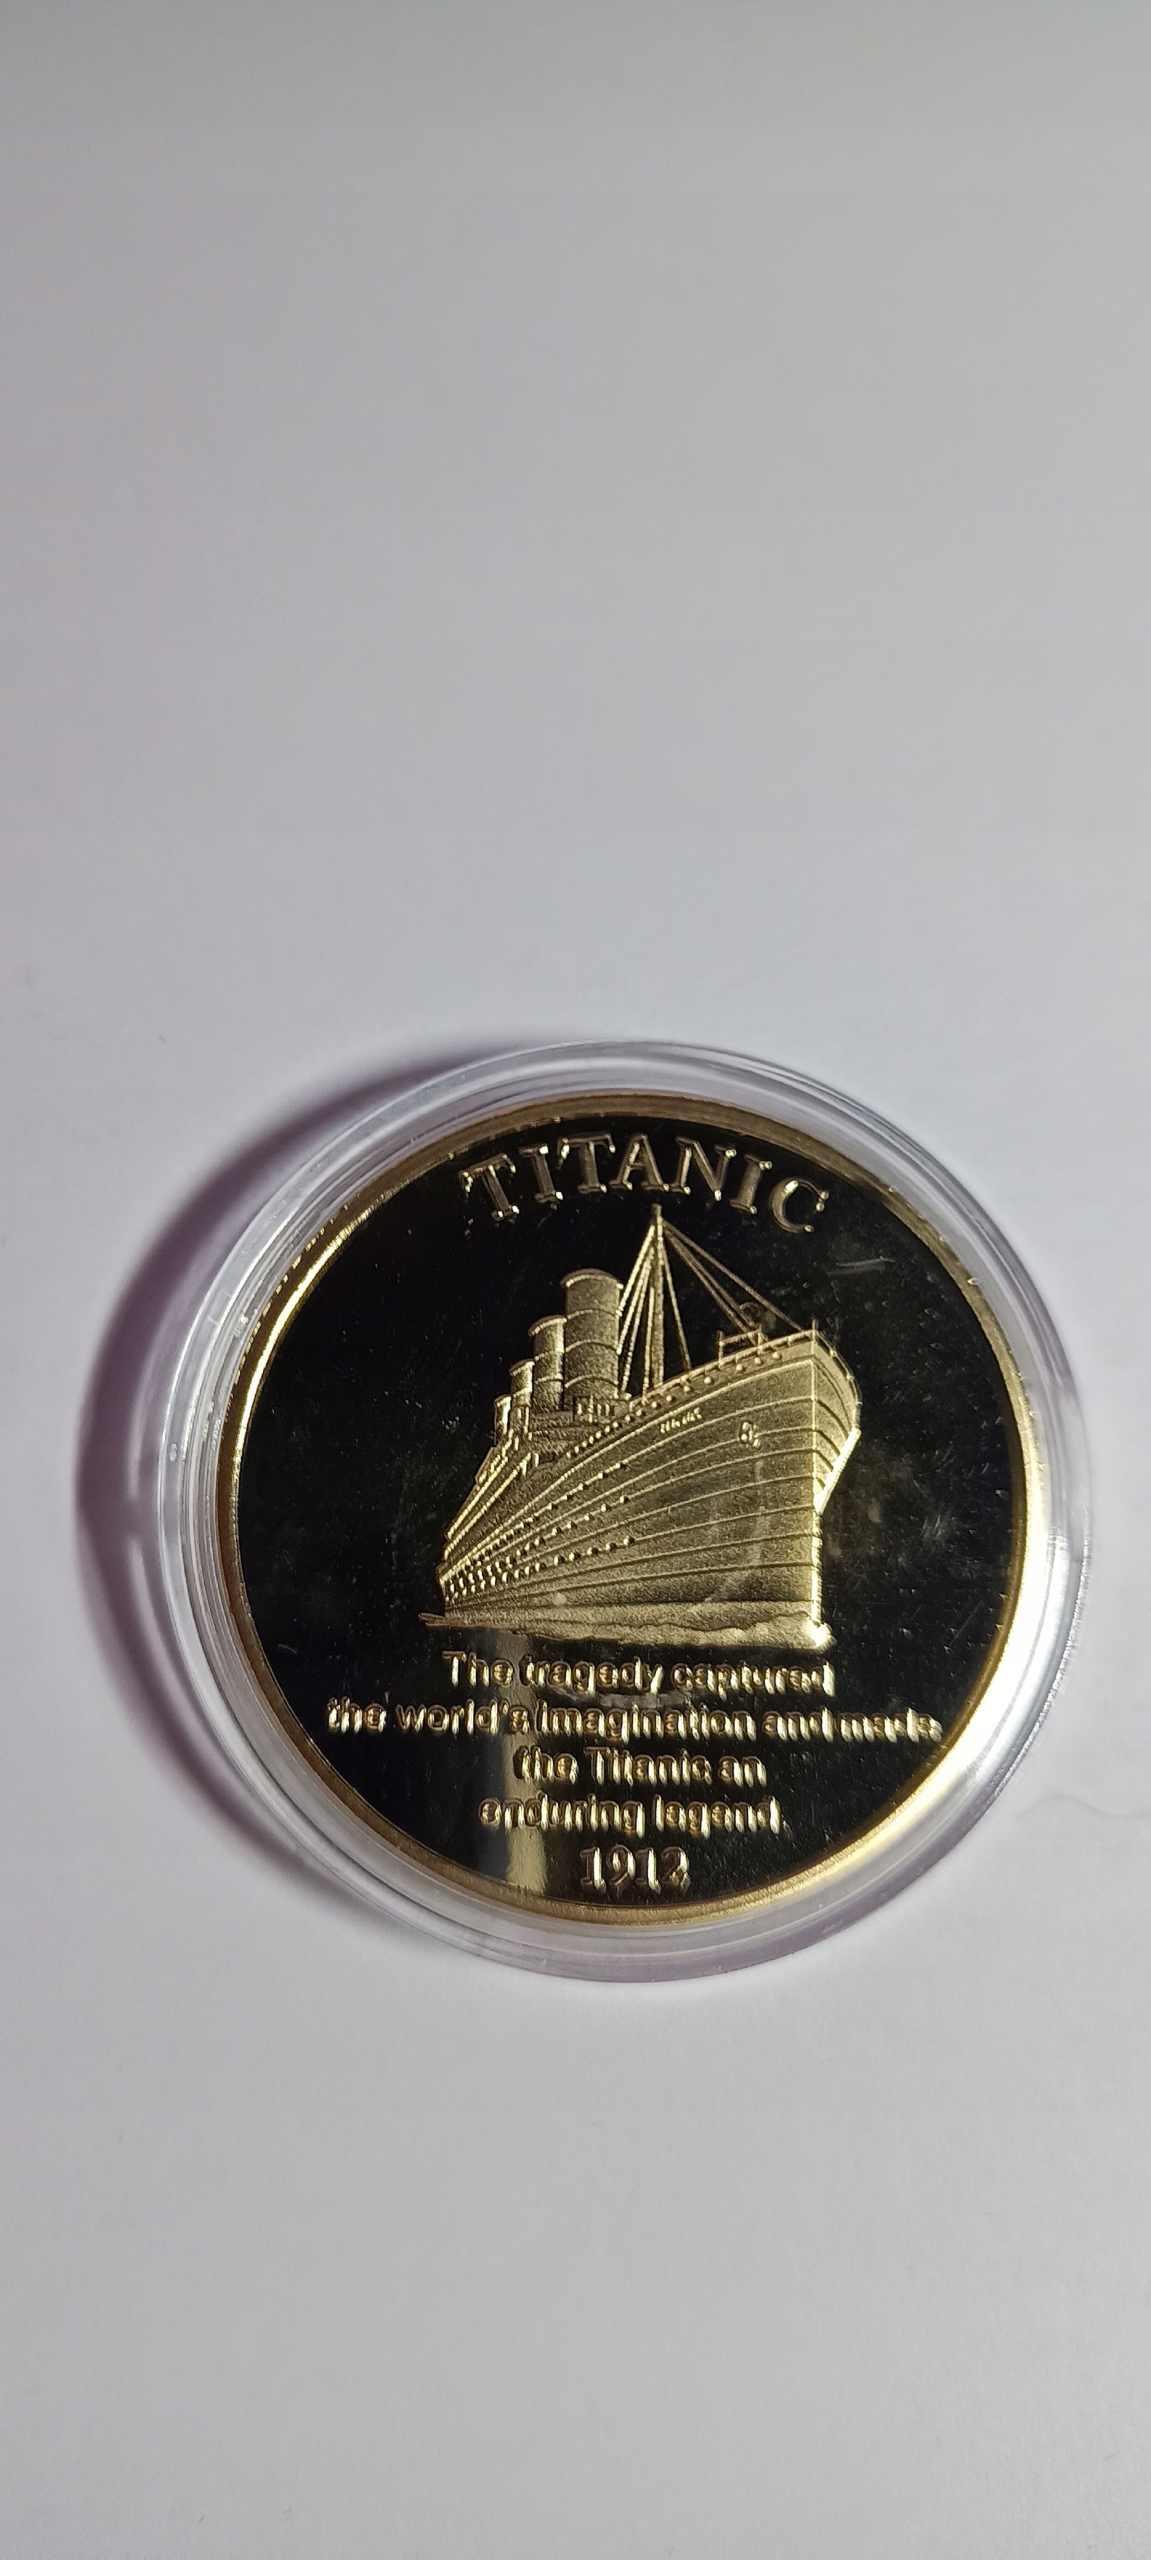 TITANIC
The tragedy captured
the world's imagination and made
the Titanic an
enduring legend.
1912